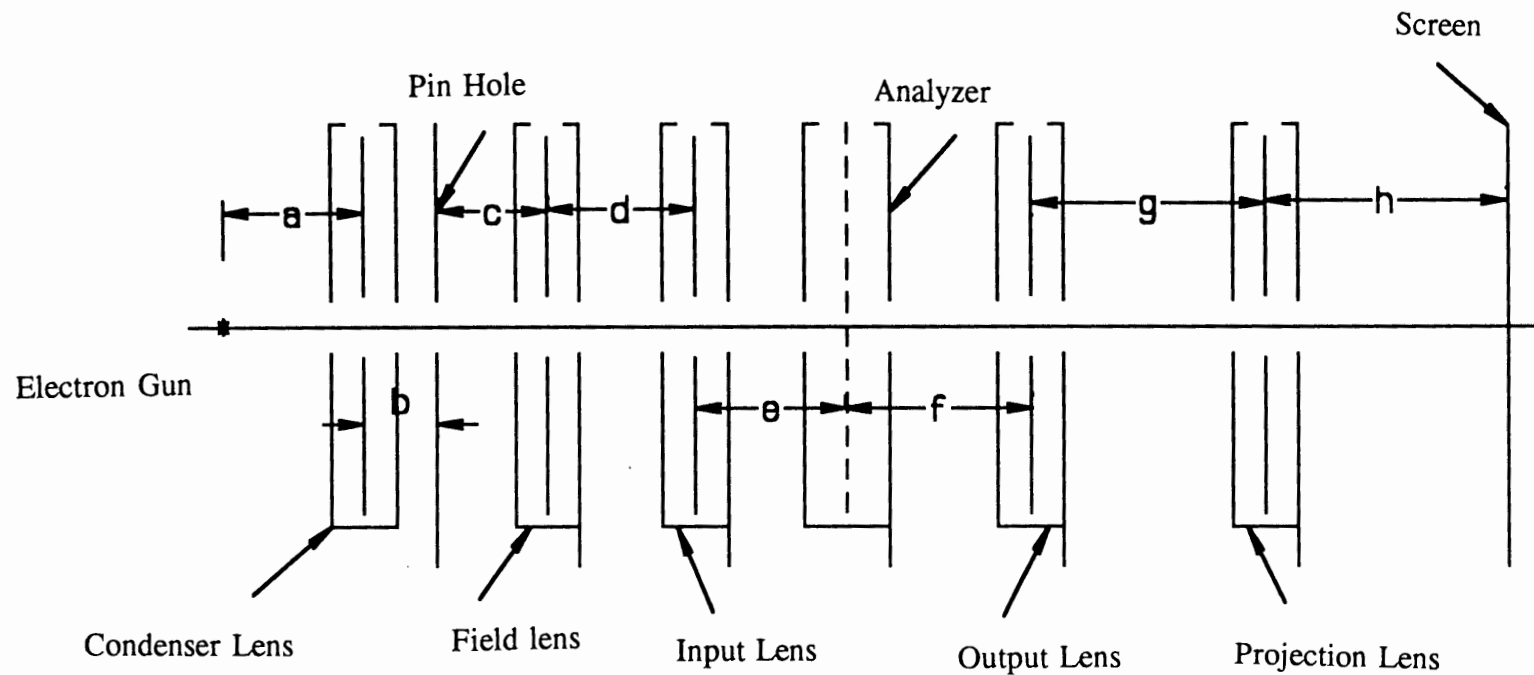 Screen
Pin Hole
Analyzer
a
c
d
g
h
Electron Gun
b
e
f
Condenser Lens
Field lens
Input Lens
Output Lens
Projection Lens